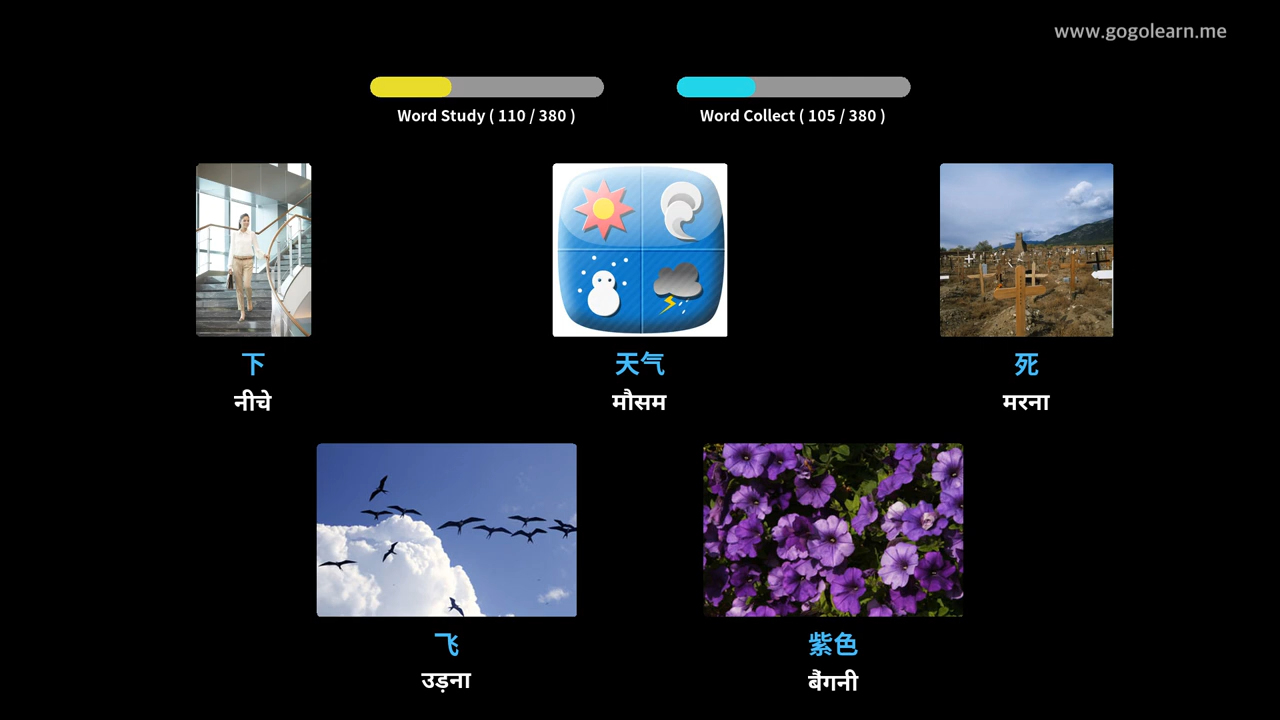 www.gogolearn.me
Word Study ( 110 / 380 )
Word Collect ( 105 / 380 )
下
नीचे
天气
मौसम
死
मरना
飞
उड़ना
紫色
बैंगनी